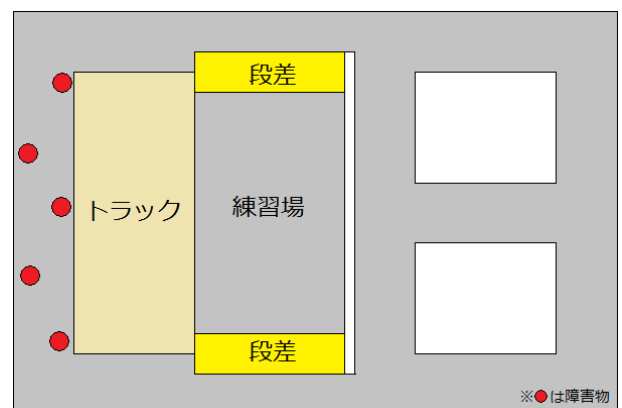 段差
トラック
練習場
段差
※●は障害物